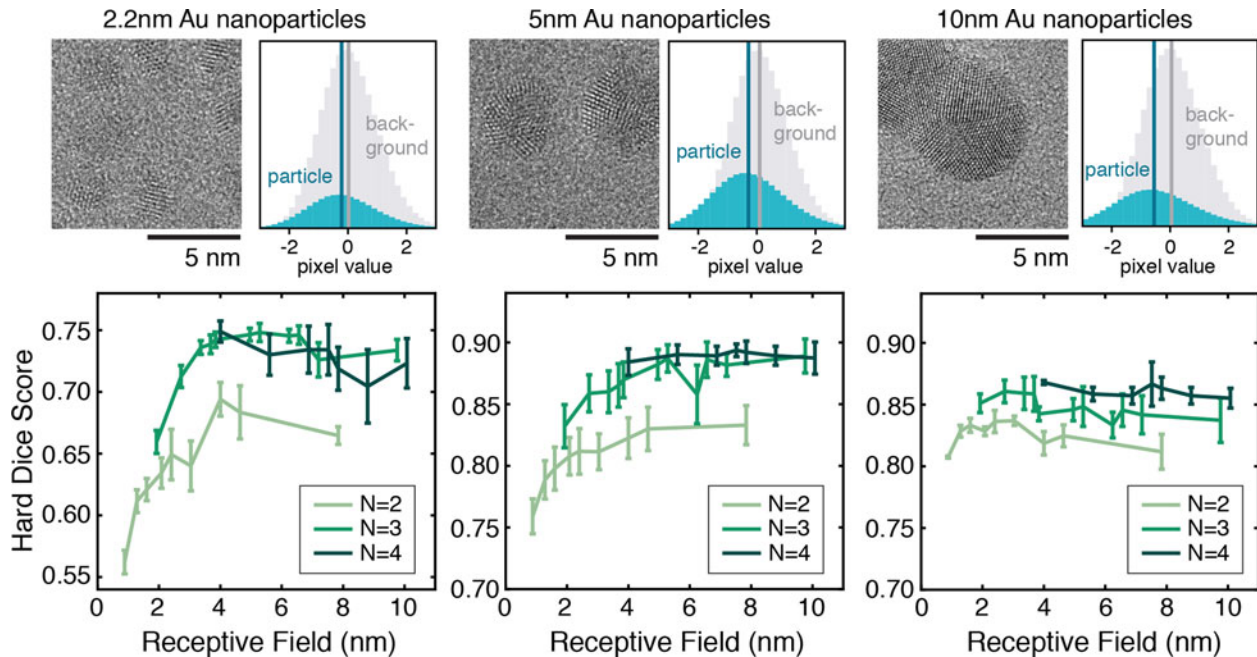 2.2nm Au nanoparticles
5nm Au nanoparticles
10nm Au nanoparticles
back-
ground
particle
5 nm
-2 0 2
pixel value
back-
ground
particle
5 nm
-2 0 2
pixel value
back-
ground
particle
5 nm
-2 0 2
pixel value
Hard Dice Score
0.75
0.70
0.65
0.60
0.55
N=2
N=3
N=4
0 2 4 6 8 10
Receptive Field (nm)
0.90
0.85
0.80
0.75
0.70
N=2
N=3
N=4
0 2 4 6 8 10
Receptive Field (nm)
0.90
0.85
0.80
0.75
0.70
N=2
N=3
N=4
0 2 4 6 8 10
Receptive Field (nm)